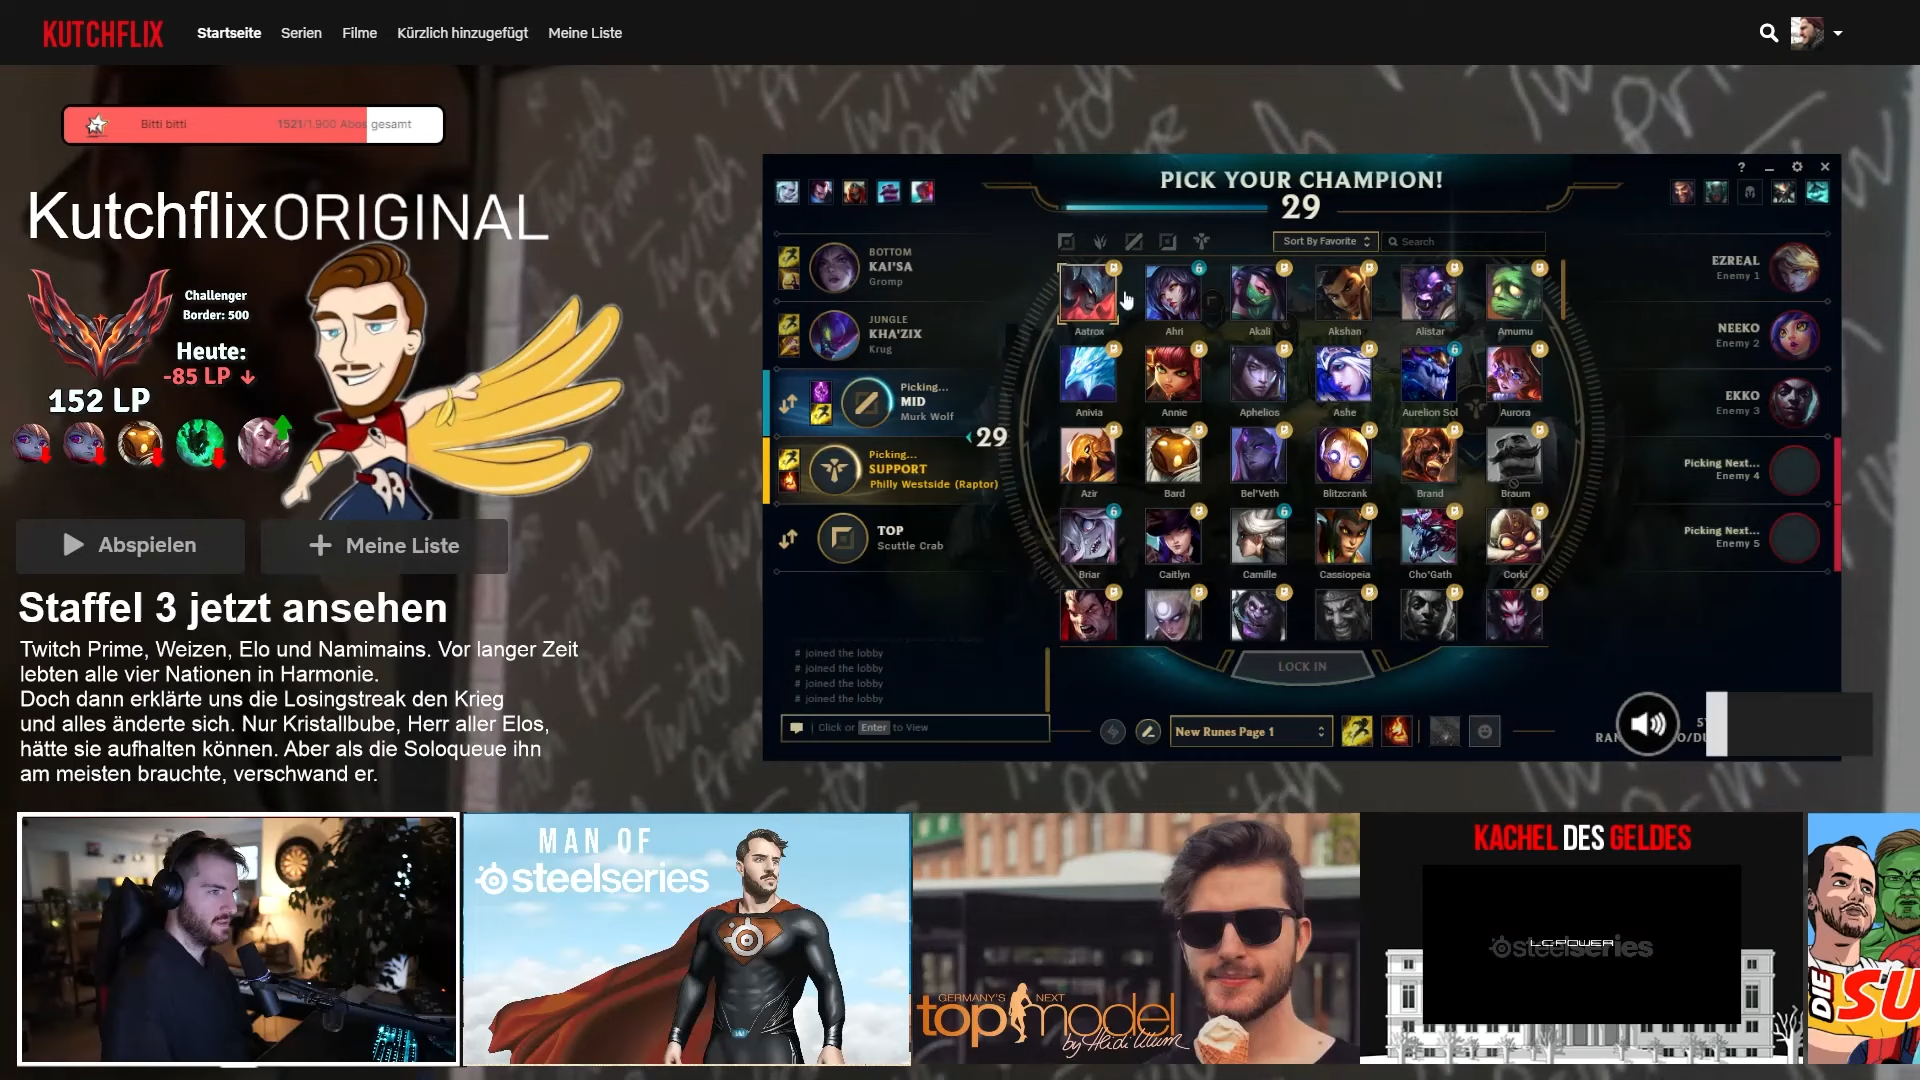 KUTCHFLIX
Startseite Serien Filme Kürzlich hinzugefügt Meine Liste
Bitti bitti 1521/1.900 Abos gesamt
Kutchflix ORIGINAL
Challenger
Border: 500
Heute:
-85 LP
152 LP
Abspielen
Meine Liste
Staffel 3 jetzt ansehen
Twitch Prime, Weizen, Elo und Namimains. Vor langer Zeit
lebten alle vier Nationen in Harmonie.
Doch dann erklärte uns die Losingstreak den Krieg
und alles änderte sich. Nur Kristallbube, Herr aller Elos,
hätte sie aufhalten können. Aber als die Soloqueue ihn
am meisten brauchte, verschwand er.
PICK YOUR CHAMPION!
29
Sort By Favorite
Search
BOTTOM
KAI'SA
Gromp
JUNGLE
KHA'ZIX
Krug
Picking...
MID
Murk Wolf
29
Picking...
SUPPORT
Philly Westside (Raptor)
TOP
Scuttle Crab
Aatrox Ahri Akali Akshan Alistar Amumu
Anivia Annie Aphelios Ashe Aurelion Sol Aurora
Azir Bard Bel'Veth Blitzcrank Brand Braum
Briar Caitlyn Camille Cassiopeia Cho'Gath Corki
EZREAL
Enemy 1
NEEKO
Enemy 2
EKKO
Enemy 3
Picking Next...
Enemy 4
Picking Next...
Enemy 5
LOCK IN
# joined the lobby
# joined the lobby
# joined the lobby
# joined the lobby
Click or Enter to View
New Runes Page 1
MAN OF
steelseries
GERMANY'S NEXT
topmodel
by Heidi Klum
KACHEL DES GELDES
steelseries
LC-POWER
DIE
SU
Twitch
Prime